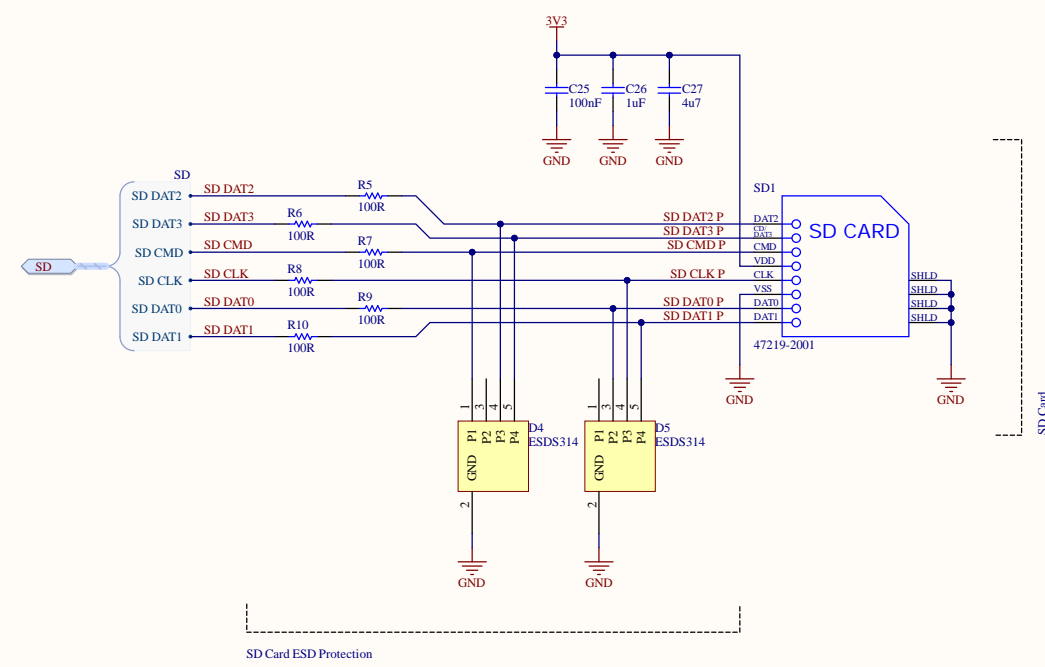 3V3
C25
100nF
C26
1uF
C27
4u7
GND
GND
GND
SD
SD DAT2
SD DAT3
SD CMD
SD CLK
SD DAT0
SD DAT1
SD
SD DAT2
SD DAT3
SD CMD
SD CLK
SD DAT0
SD DAT1
R5
100R
R6
100R
R7
100R
R8
100R
R9
100R
R10
100R
SD DAT2 P
SD DAT3 P
SD CMD P
SD CLK P
SD DAT0 P
SD DAT1 P
SD1
DAT2
CD/
DAT3
CMD
VDD
CLK
VSS
DAT0
DAT1
SD CARD
SHLD
SHLD
SHLD
SHLD
47219-2001
GND
GND
1
3
4
5
P1
P2
P3
P4
GND
2
D4
ESDS314
GND
1
3
4
5
P1
P2
P3
P4
GND
2
D5
ESDS314
GND
SD Card ESD Protection
SD Card